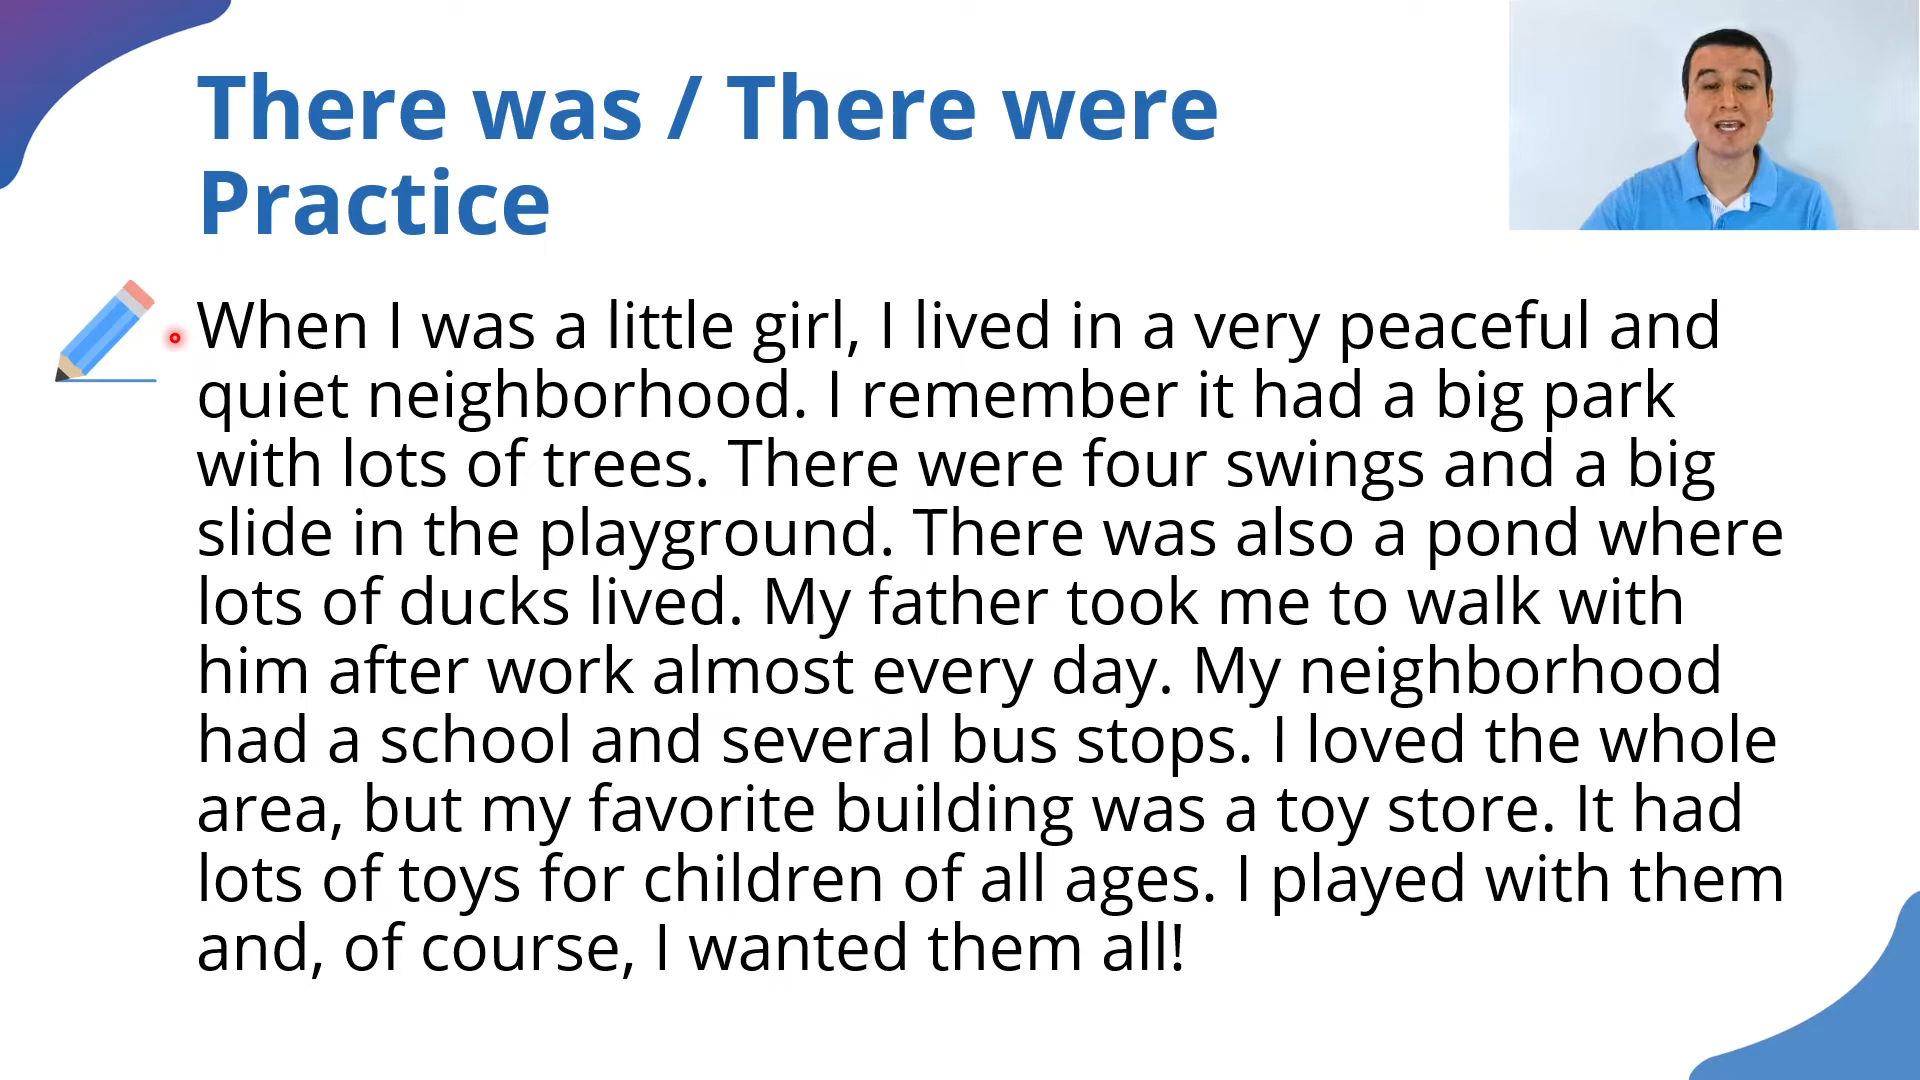 There was / There were
Practice
When I was a little girl, I lived in a very peaceful and
quiet neighborhood. I remember it had a big park
with lots of trees. There were four swings and a big
slide in the playground. There was also a pond where
lots of ducks lived. My father took me to walk with
him after work almost every day. My neighborhood
had a school and several bus stops. I loved the whole
area, but my favorite building was a toy store. It had
lots of toys for children of all ages. I played with them
and, of course, I wanted them all!